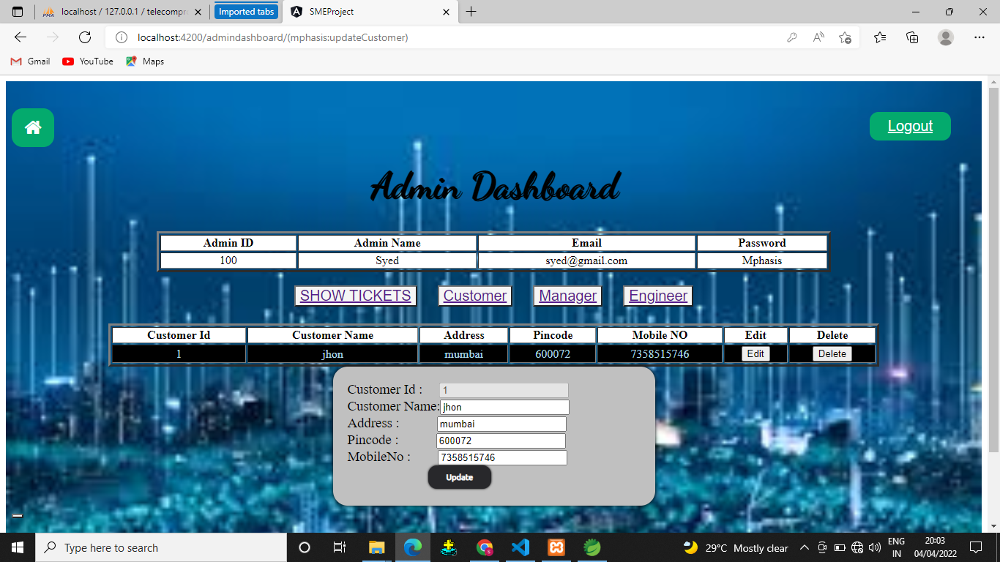 localhost / 127.0.0.1 / telecompro
Imported tabs
SMEProject
localhost:4200/admindashboard/(mphasis:updateCustomer)
Gmail YouTube Maps
Logout
Admin Dashboard
Admin ID Admin Name Email Password
100 Syed syed@gmail.com Mphasis
SHOW TICKETS Customer Manager Engineer
Customer Id Customer Name Address Pincode Mobile NO Edit Delete
1 jhon mumbai 600072 7358515746 Edit Delete
Customer Id : 1
Customer Name: jhon
Address : mumbai
Pincode : 600072
MobileNo : 7358515746
Update
Type here to search
29°C Mostly clear
ENG
IN
20:03
04/04/2022